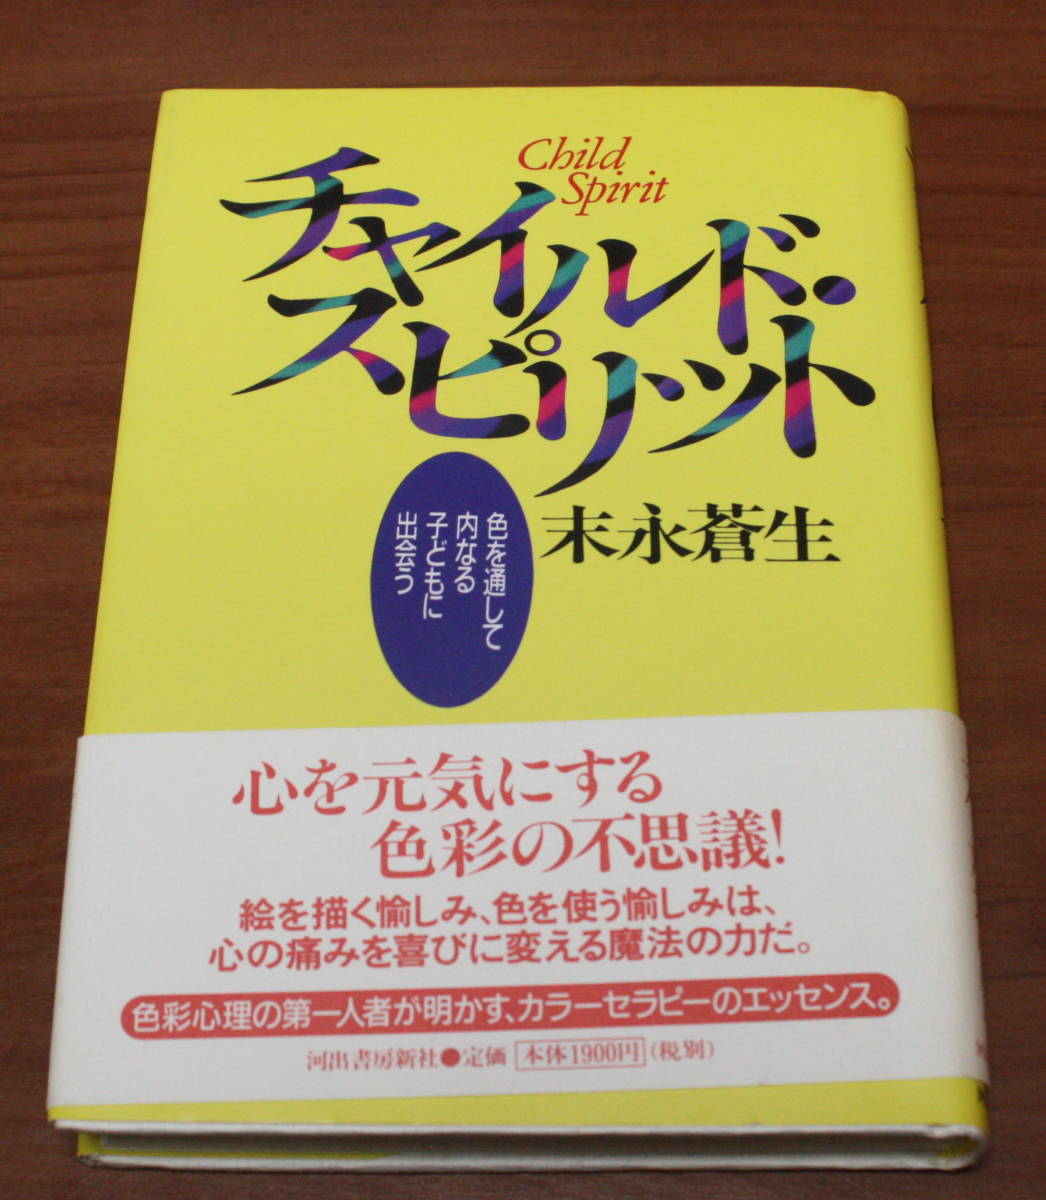 Child
Spirit
チャイルド・
スピリット
末永蒼生
色を通して
内なる
子どもに
出会う
心を元気にする
色彩の不思議!
絵を描く愉しみ、色を使う愉しみは、
心の痛みを喜びに変える魔法の力だ。
色彩心理の第一人者が明かす、カラーセラピーのエッセンス。
河出書房新社●定価 本体1900円 (税別)